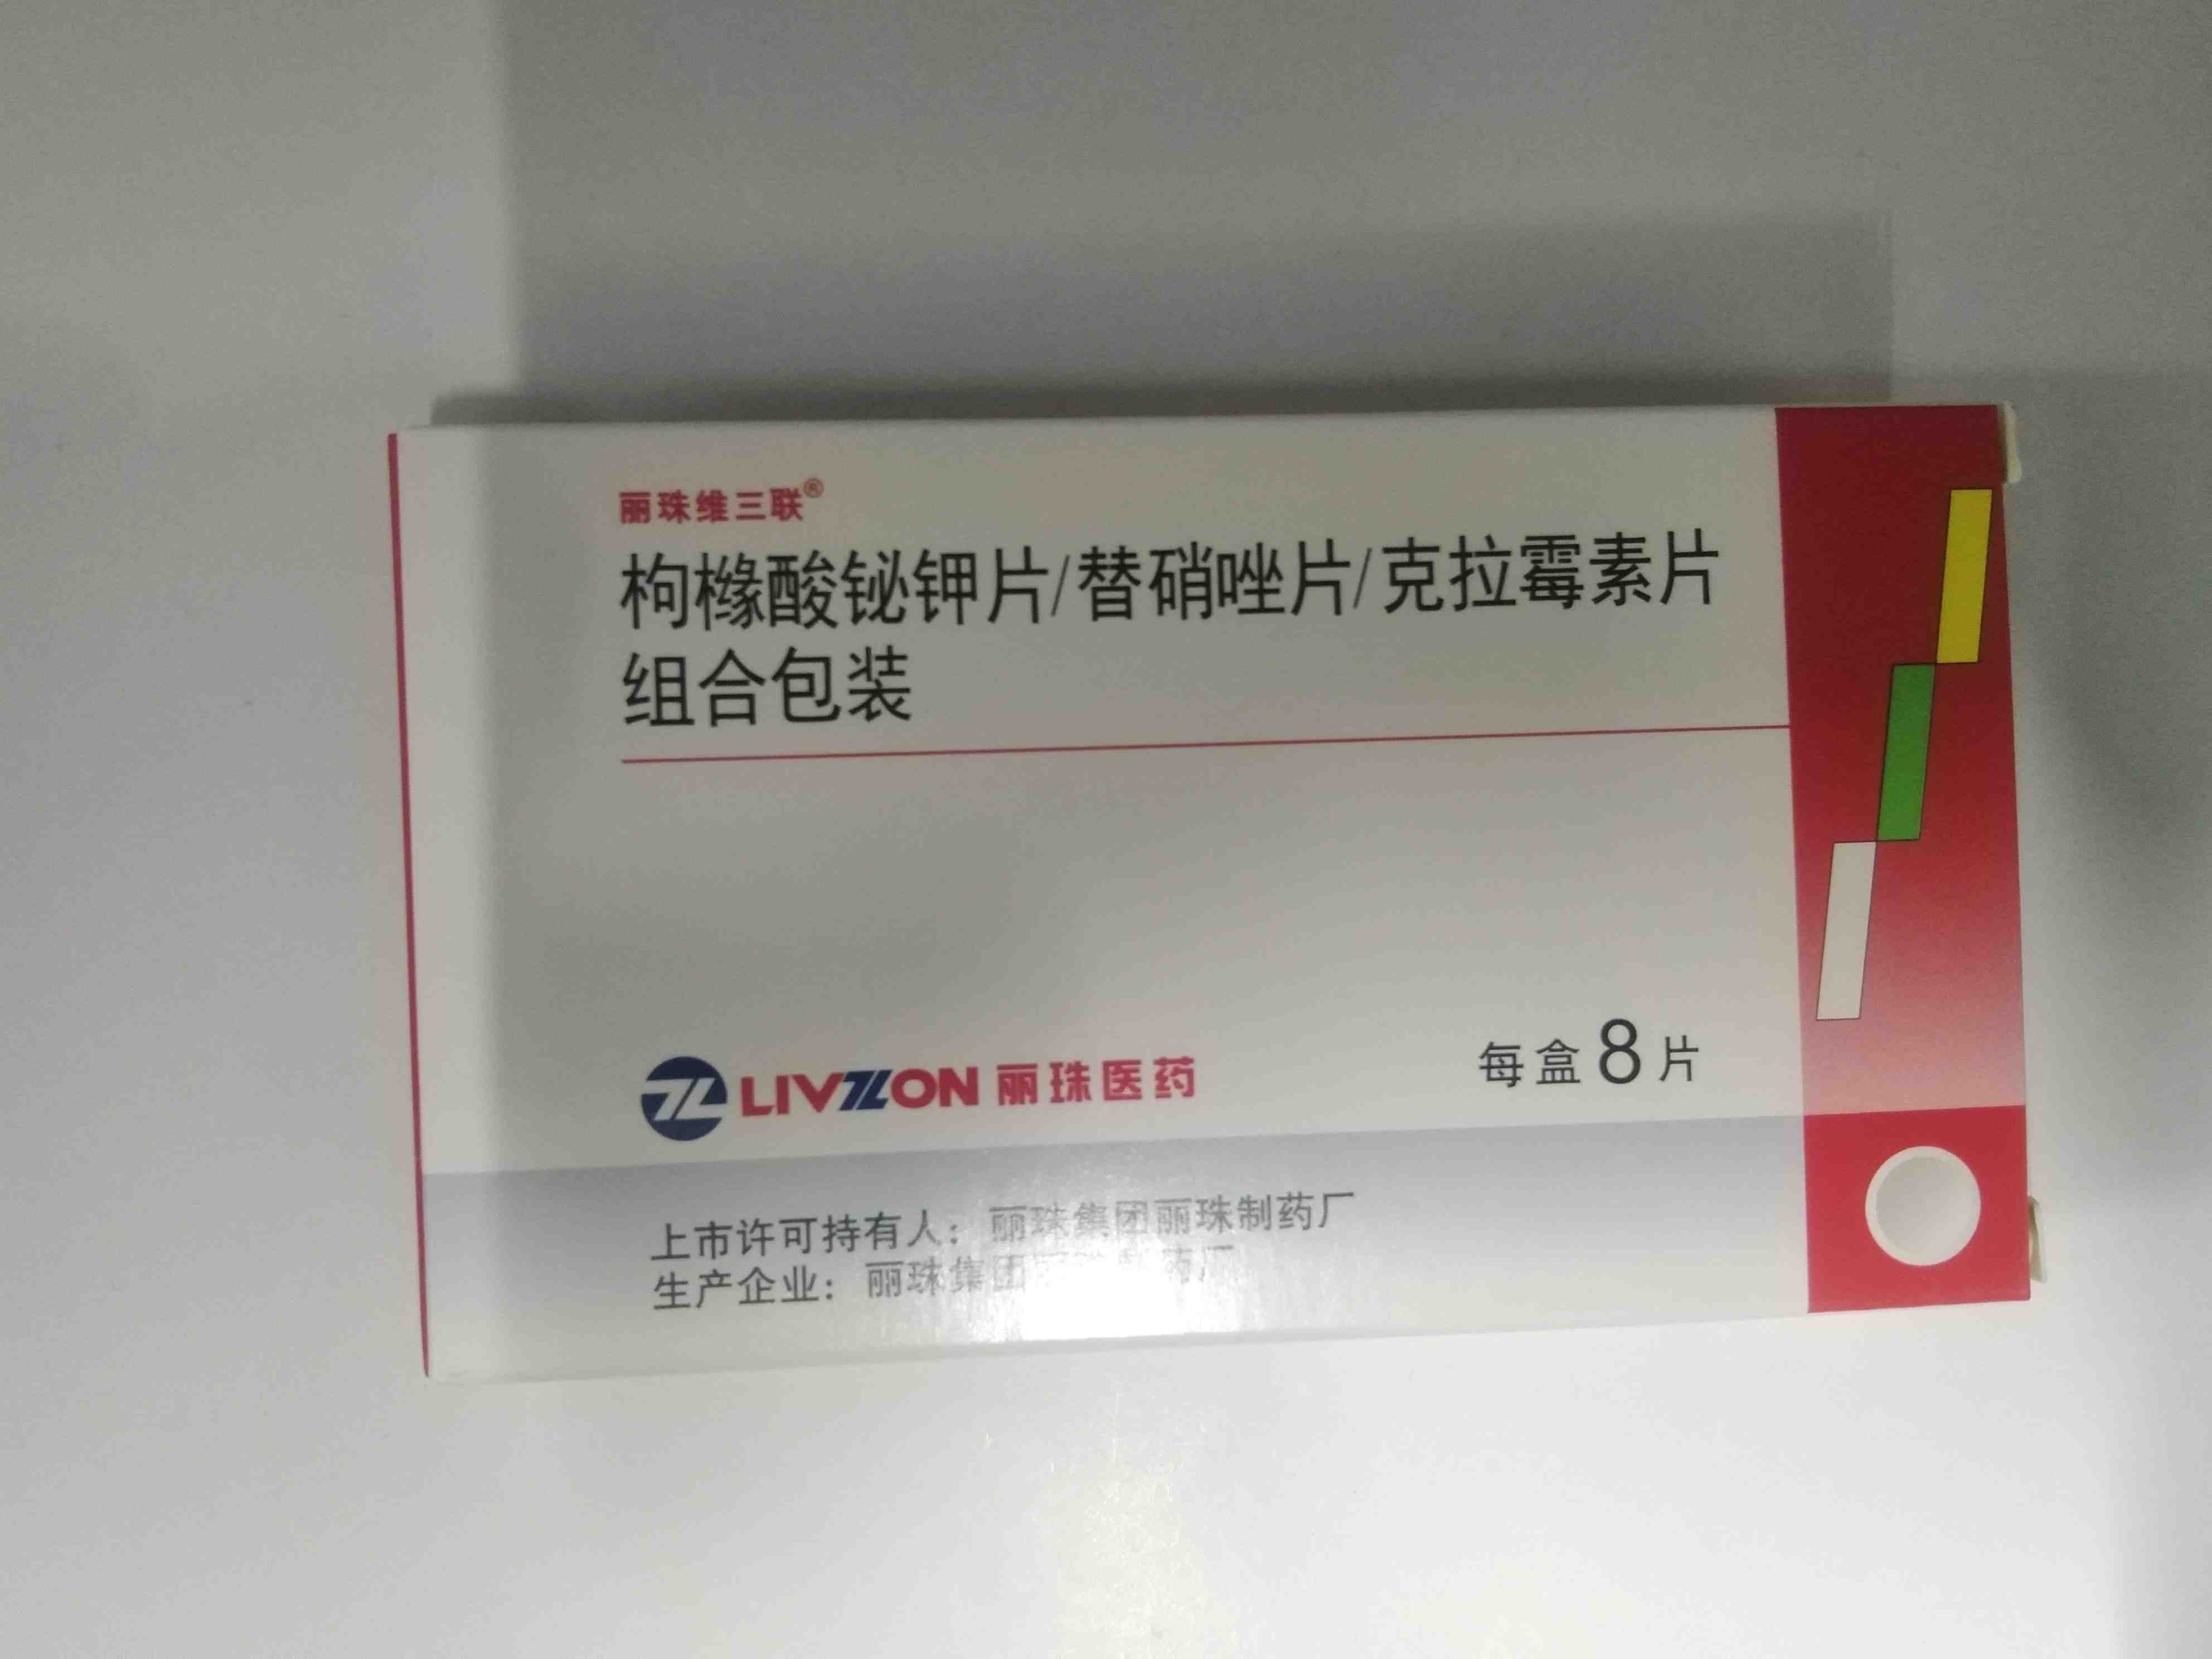 丽珠维三联®
枸橼酸铋钾片/替硝唑片/克拉霉素片
组合包装
LIVZON 丽珠医药
每盒8片
上市许可持有人：丽珠集团丽珠制药厂
生产企业：丽珠集团